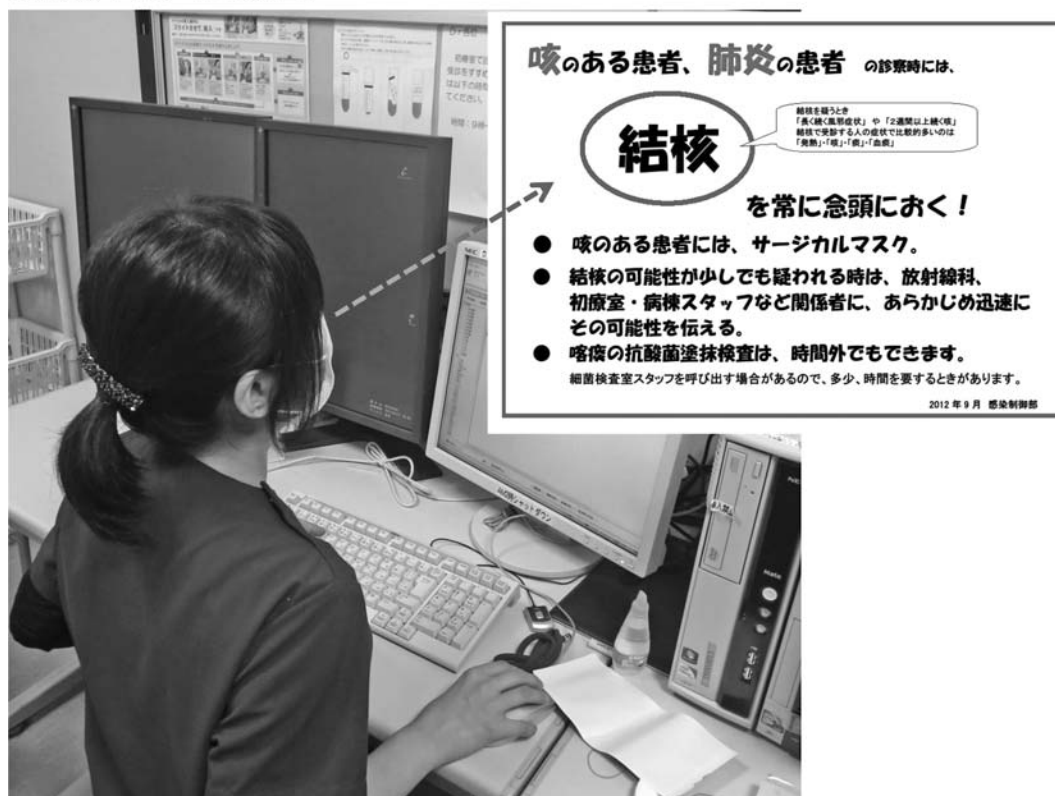 咳のある患者、肺炎の患者 の診察時には、
結核を疑うとき
「長く続く風邪症状」 や 「2週間以上続く咳」
結核で受診する人の症状で比較的多いのは
「発熱」・「咳」・「痰」・「血痰」
結核
を常に念頭におく！
● 咳のある患者には、サージカルマスク。
● 結核の可能性が少しでも疑われる時は、放射線科、
初療室・病棟スタッフなど関係者に、あらかじめ迅速に
その可能性を伝える。
● 喀痰の抗酸菌塗抹検査は、時間外でもできます。
細菌検査室スタッフを呼び出す場合があるので、多少、時間を要するときがあります。
2012 年 9 月 感染制御部
NEC
Mate